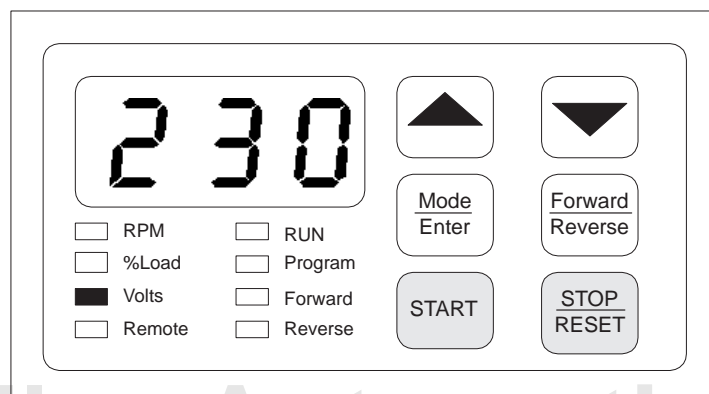 230
RPM
RUN
%Load
Program
Volts
Forward
Remote
Reverse
Mode
Enter
Forward
Reverse
START
STOP
RESET